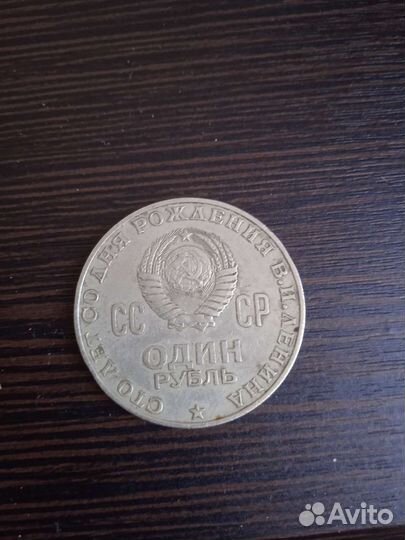 СТО ЛЕТ СО ДНЯ РОЖДЕНИЯ В.И.ЛЕНИНА
СС СР
ОДИН
РУБЛЬ
Avito